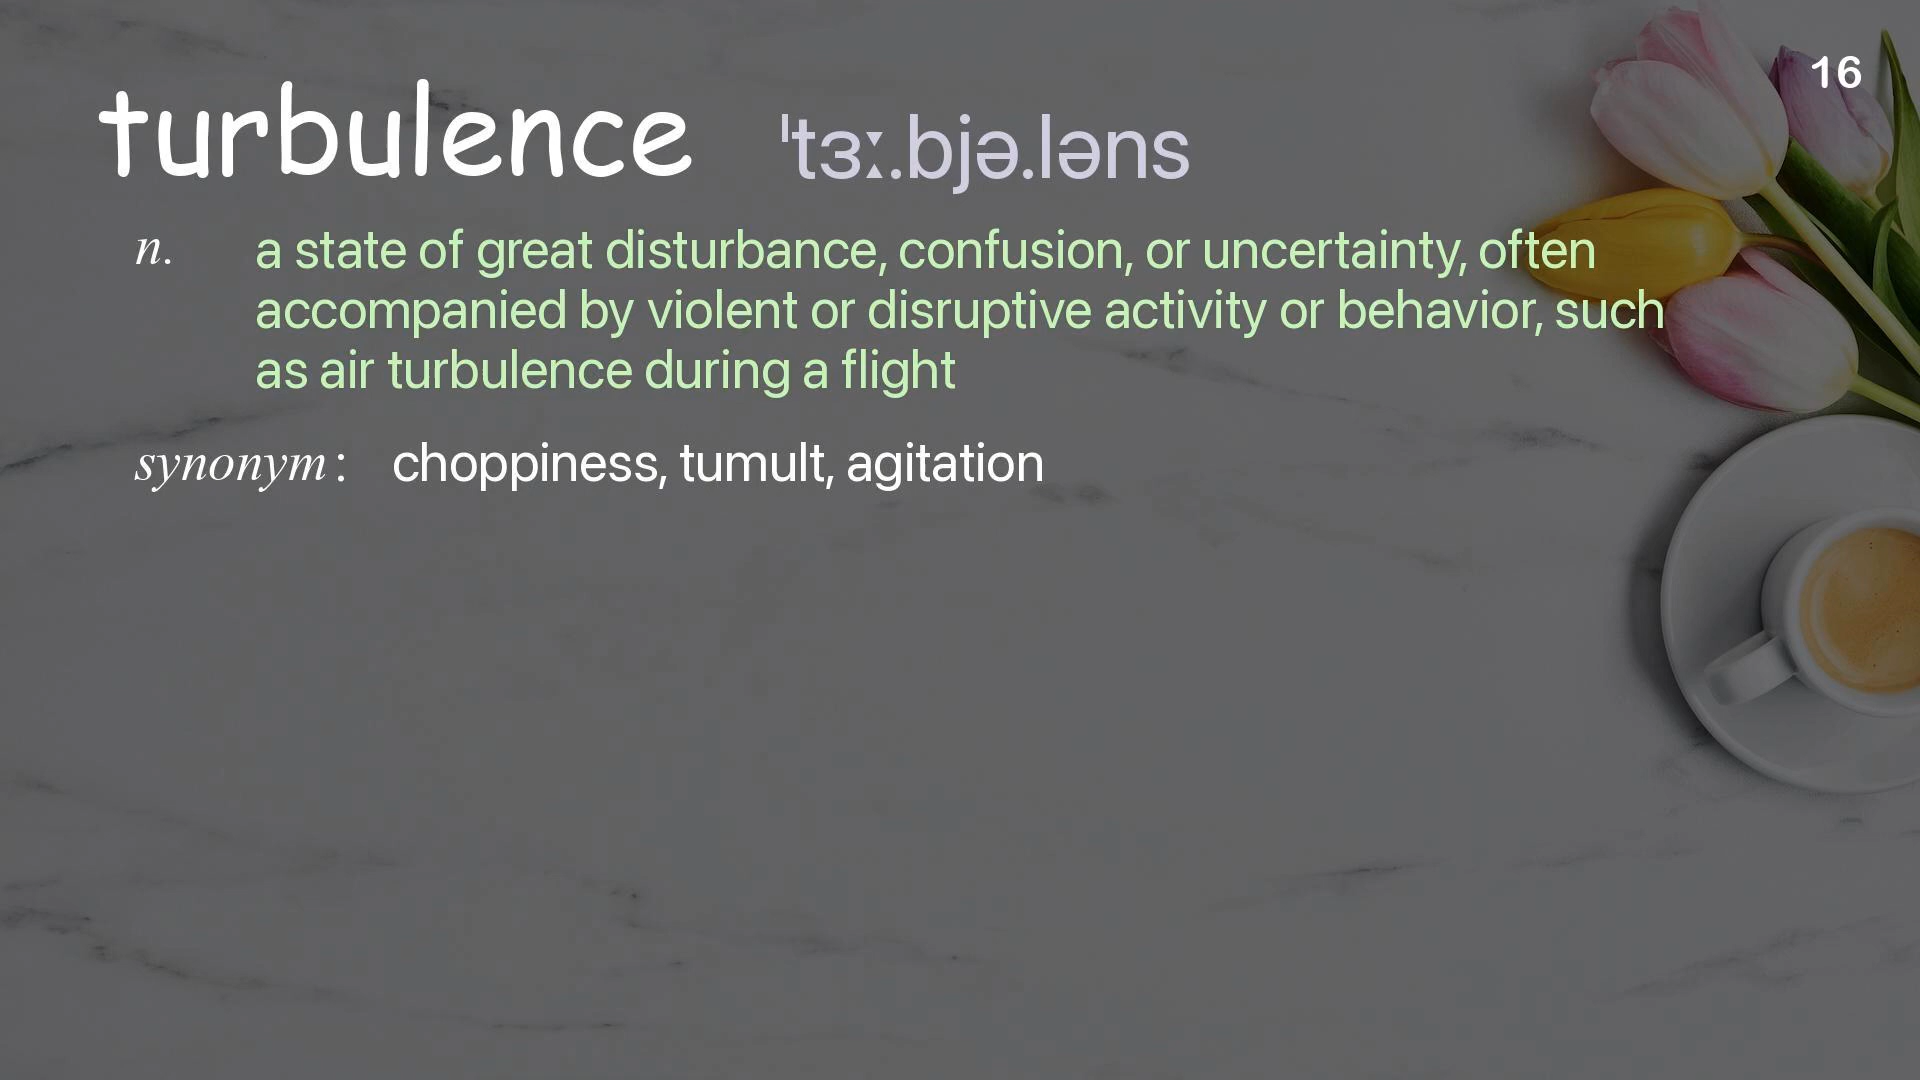 16
turbulence ˈtɜː.bjə.ləns
n. a state of great disturbance, confusion, or uncertainty, often
accompanied by violent or disruptive activity or behavior, such
as air turbulence during a flight
synonym : choppiness, tumult, agitation